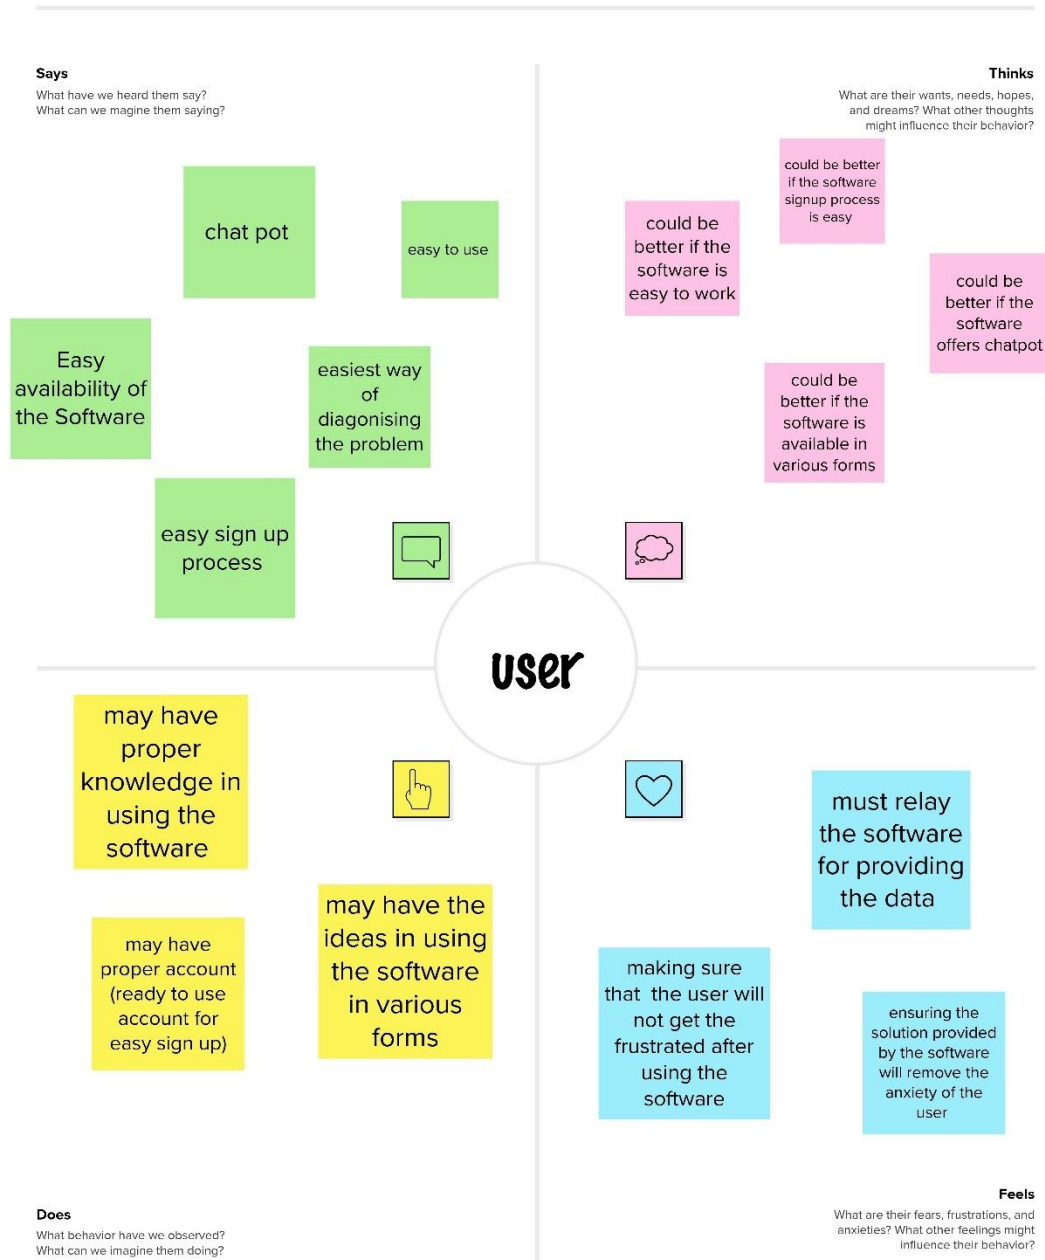 Says
What have we heard them say?
What can we magine them saying?
chat pot
easy to use
Easy
availability of
the Software
easiest way
of
diagonising
the problem
easy sign up
process
Thinks
What are their wants, needs, hopes,
and dreams? What other thoughts
might influence their behavior?
could be better
if the software
signup process
is easy
could be
better if the
software is
easy to work
could be
better if the
software
offers chatpot
could be
better if the
software is
available in
various forms
user
may have
proper
knowledge in
using the
software
may have the
ideas in using
the software
in various
forms
may have
proper account
(ready to use
account for
easy sign up)
Does
What behavior have we observed?
What can we imagine them doing?
must relay
the software
for providing
the data
making sure
that the user will
not get the
frustrated after
using the
software
ensuring the
solution provided
by the software
will remove the
anxiety of the
user
Feels
What are their fears, frustrations, and
anxieties? What other feelings might
influence their behavior?